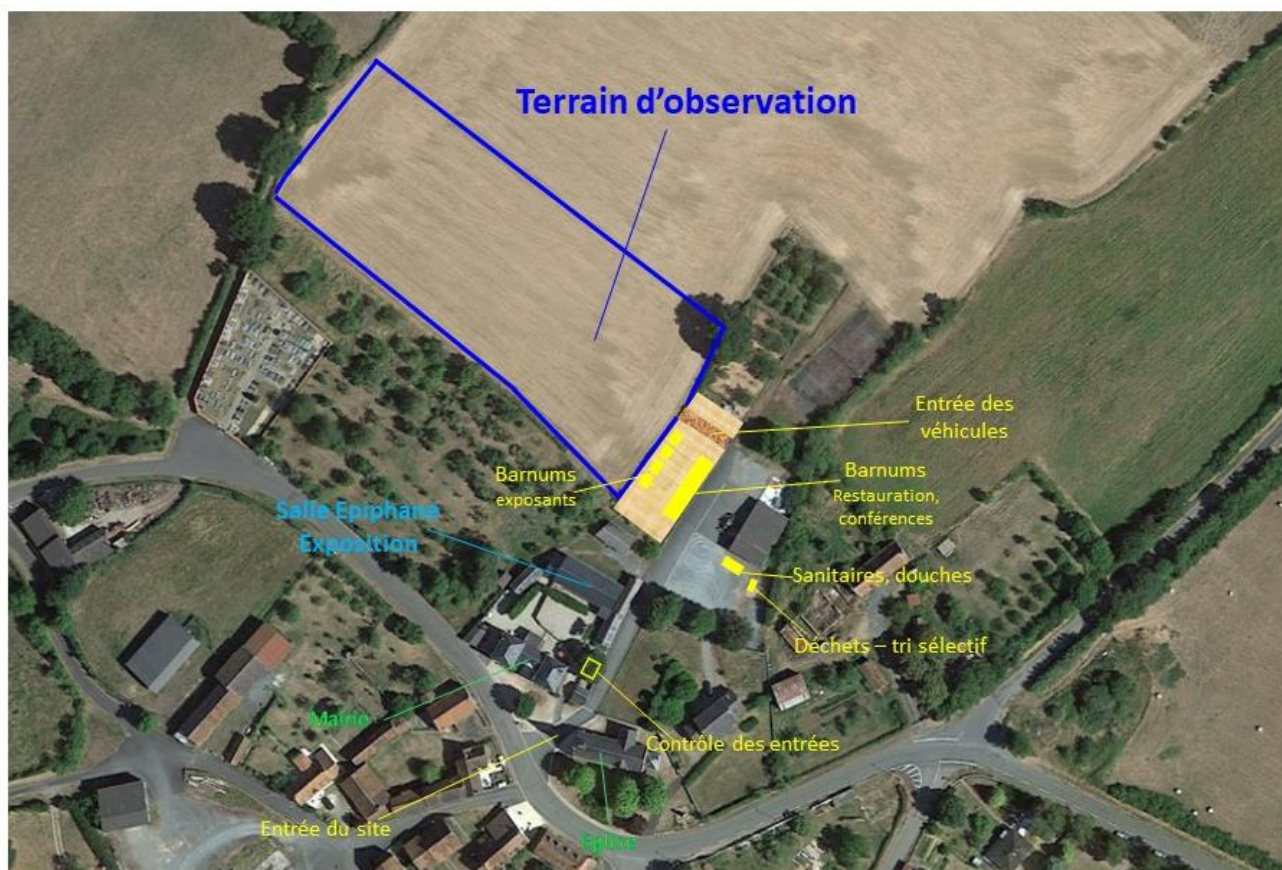 Terrain d'observation
Entrée des
véhicules
Barnums
exposants
Barnums
Restauration,
conférences
Salle Epiphane
Exposition
Sanitaires, douches
Déchets – tri sélectif
Mairie
Contrôle des entrées
Entrée du site
Eglise